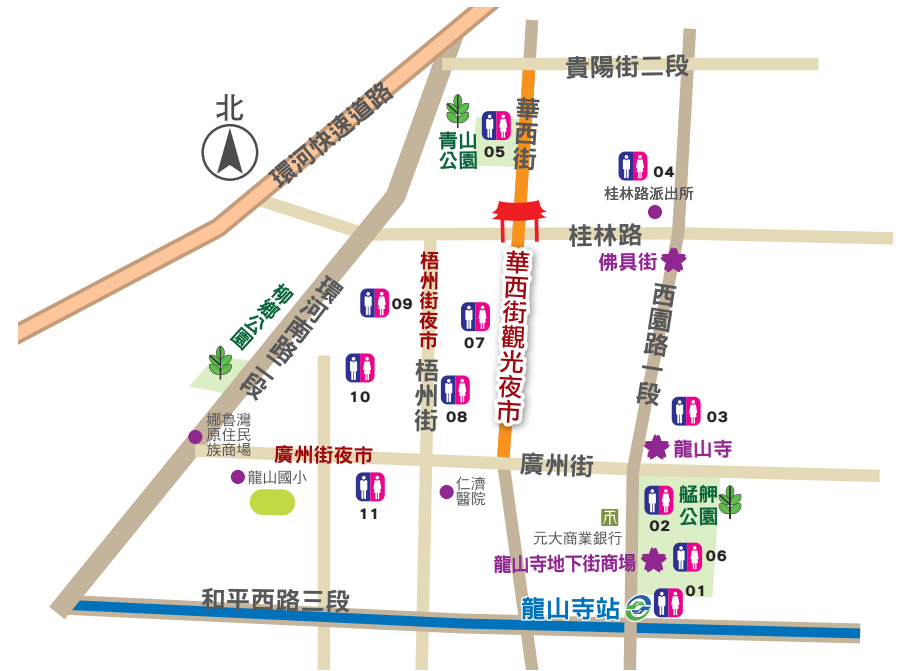 貴陽街二段
北
環河快速道路
華西街
青山
公園
05
04
桂林路派出所
桂林路
佛具街
梧州街夜市
華西街觀光夜市
柳鄉公園
環河南路二段
西園路一段
09
07
10
梧州街
08
03
娜魯灣
原住民
族商場
廣州街夜市
廣州街
龍山寺
龍山國小
11
仁濟
醫院
艋舺
公園
02
元大商業銀行
龍山寺地下街商場
06
01
和平西路三段
龍山寺站